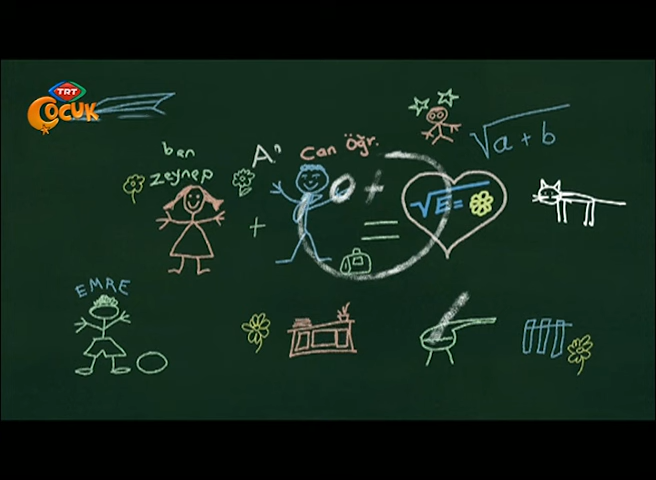 TRT
ÇOCUK
ben
zeynep
A.
Can Öğr.
√a + b
+
=
√E=
EMRE